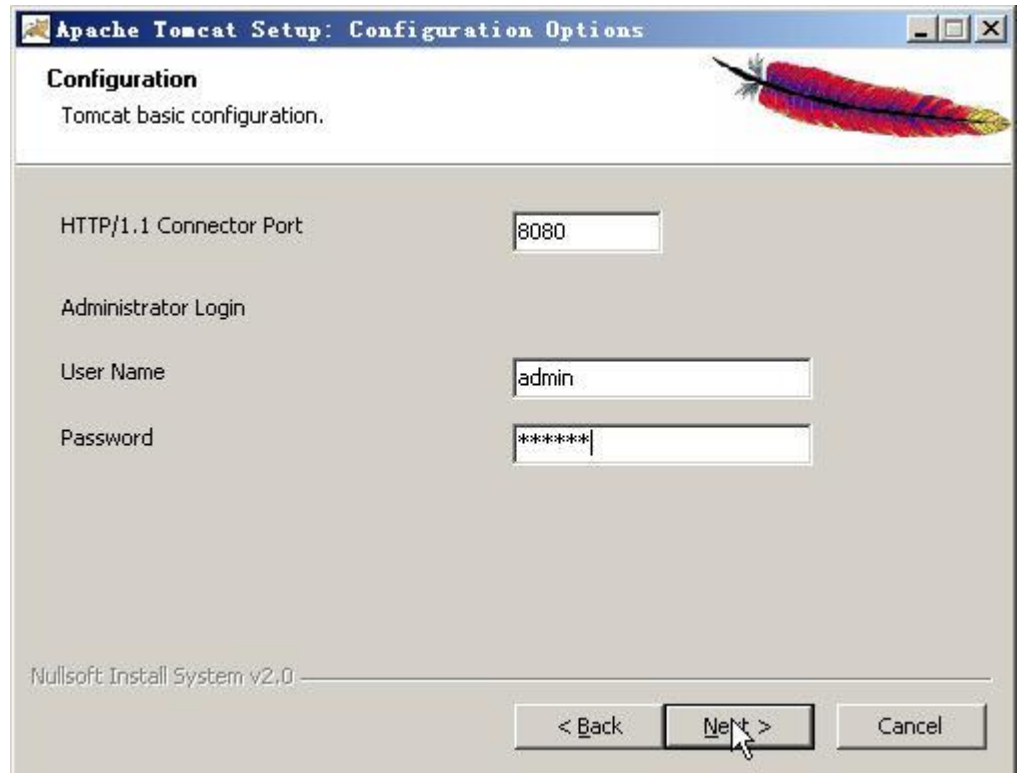 Apache Tomcat Setup: Configuration Options
Configuration
Tomcat basic configuration.
HTTP/1.1 Connector Port 8080
Administrator Login
User Name admin
Password ******
Nullsoft Install System v2.0
< Back Next > Cancel